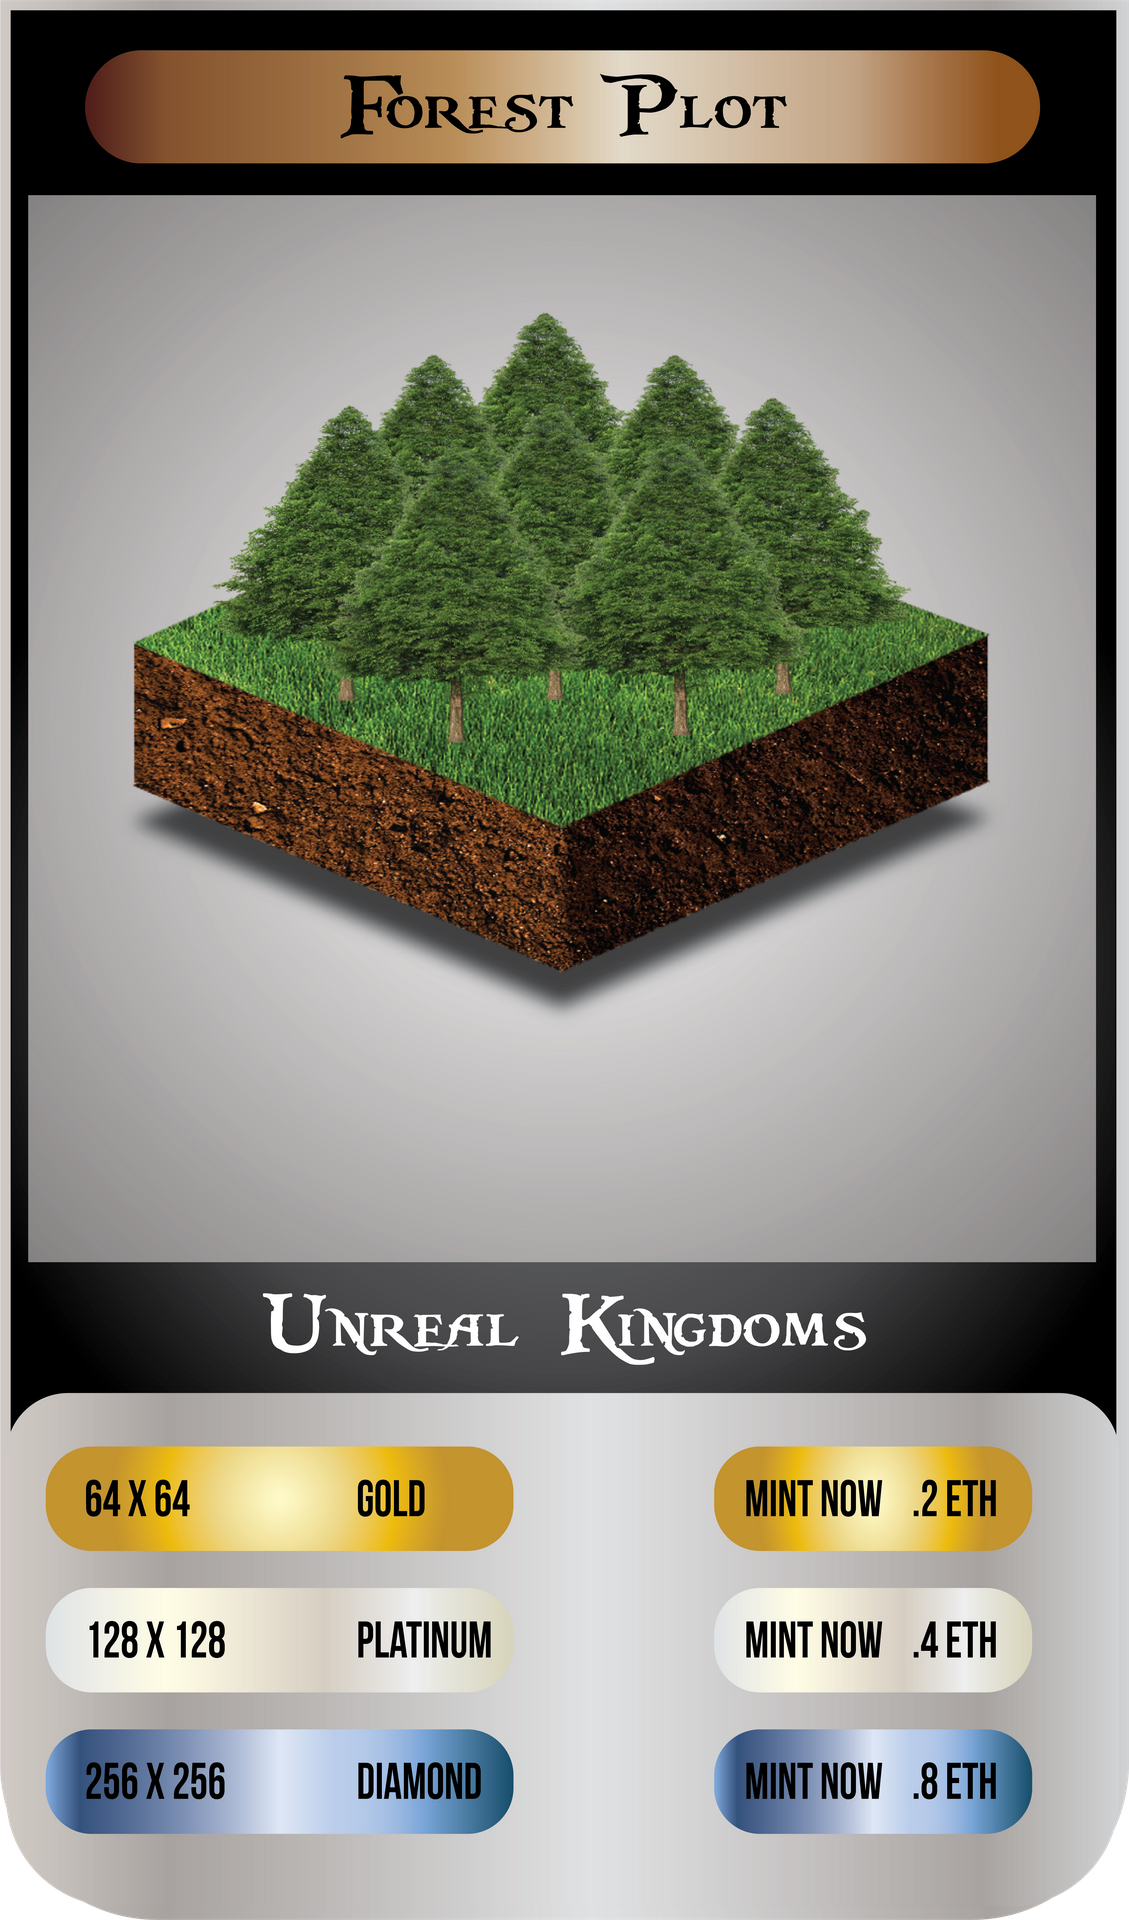 Forest Plot
Unreal Kingdoms
64 X 64 GOLD MINT NOW .2 ETH
128 X 128 PLATINUM MINT NOW .4 ETH
256 X 256 DIAMOND MINT NOW .8 ETH